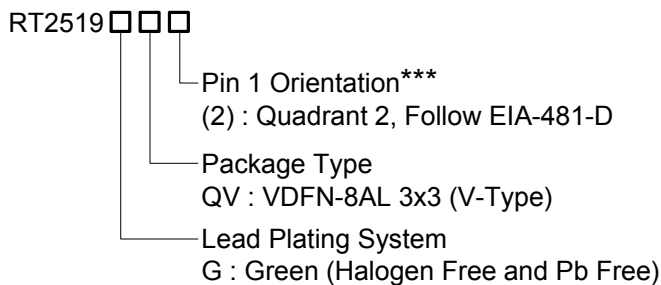 RT2519□□□
Pin 1 Orientation***
(2) : Quadrant 2, Follow EIA-481-D
Package Type
QV : VDFN-8AL 3x3 (V-Type)
Lead Plating System
G : Green (Halogen Free and Pb Free)